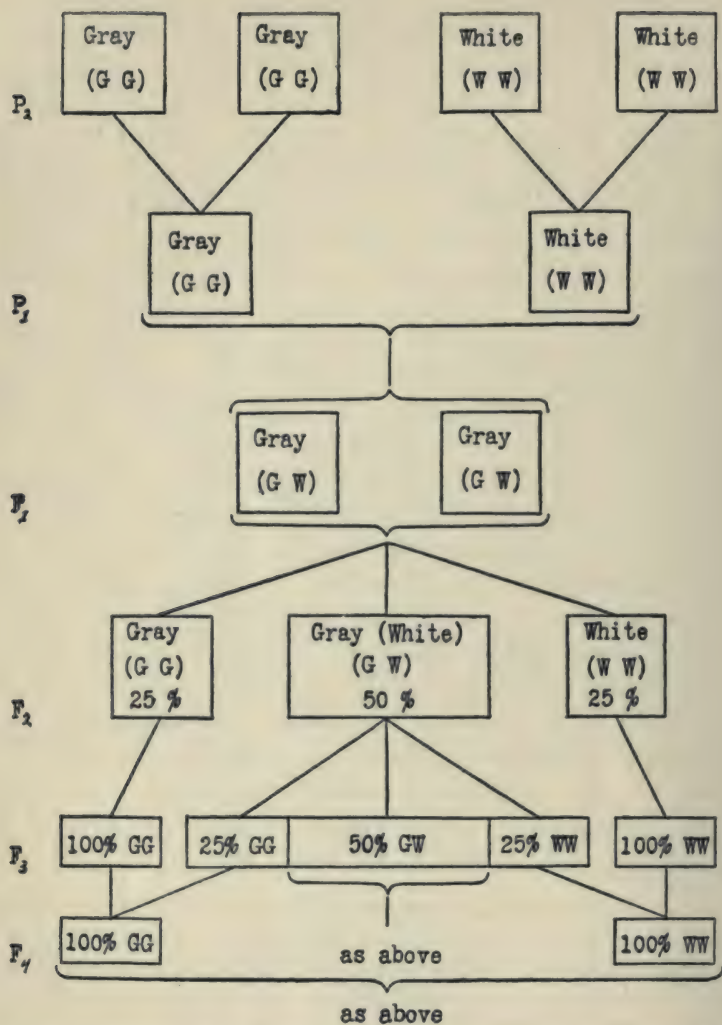 Gray Gray White White
(G G) (G G) (W W) (W W)
P2
Gray White
(G G) (W W)
P1
Gray Gray
(G W) (G W)
F1
Gray Gray (White) White
(G G) (G W) (W W)
25 % 50 % 25 %
F2
100% GG 25% GG 50% GW 25% WW 100% WW
F3
100% GG 100% WW
F4
as above
as above